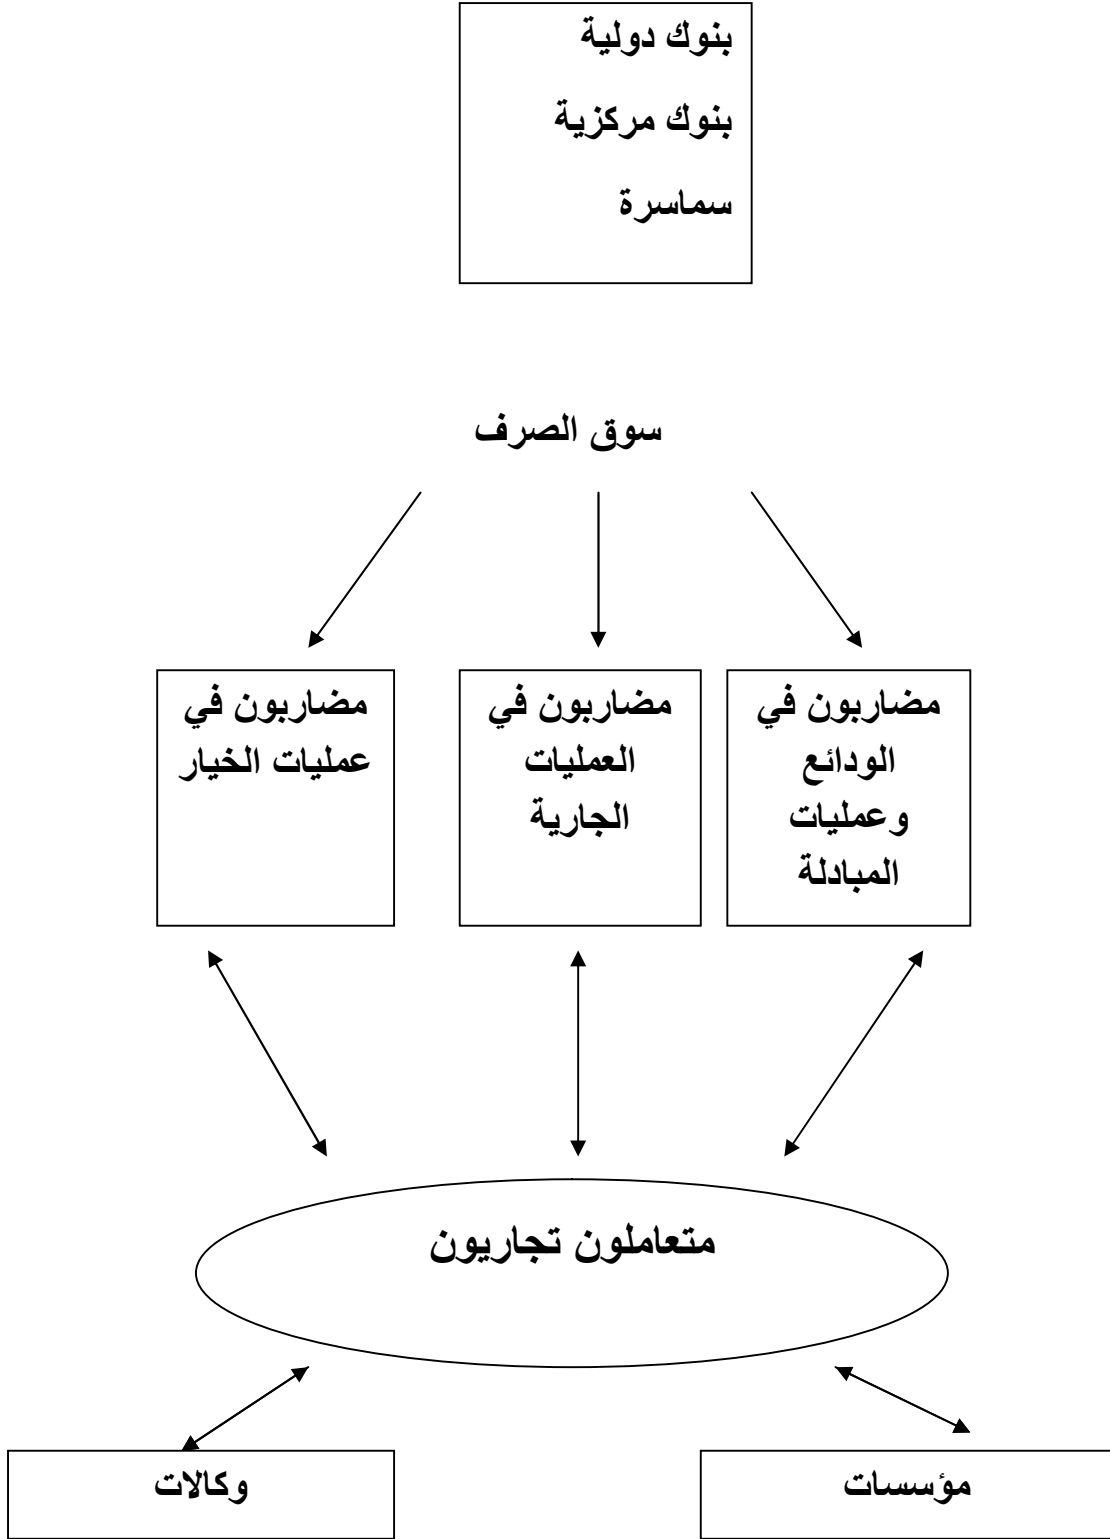 بنوك دولية
بنوك مركزية
سماسرة
سوق الصرف
مضاربون في
الودائع
وعمليات
المبادلة
مضاربون في
العمليات
الجارية
مضاربون في
عمليات الخيار
متعاملون تجاريون
مؤسسات
وكالات